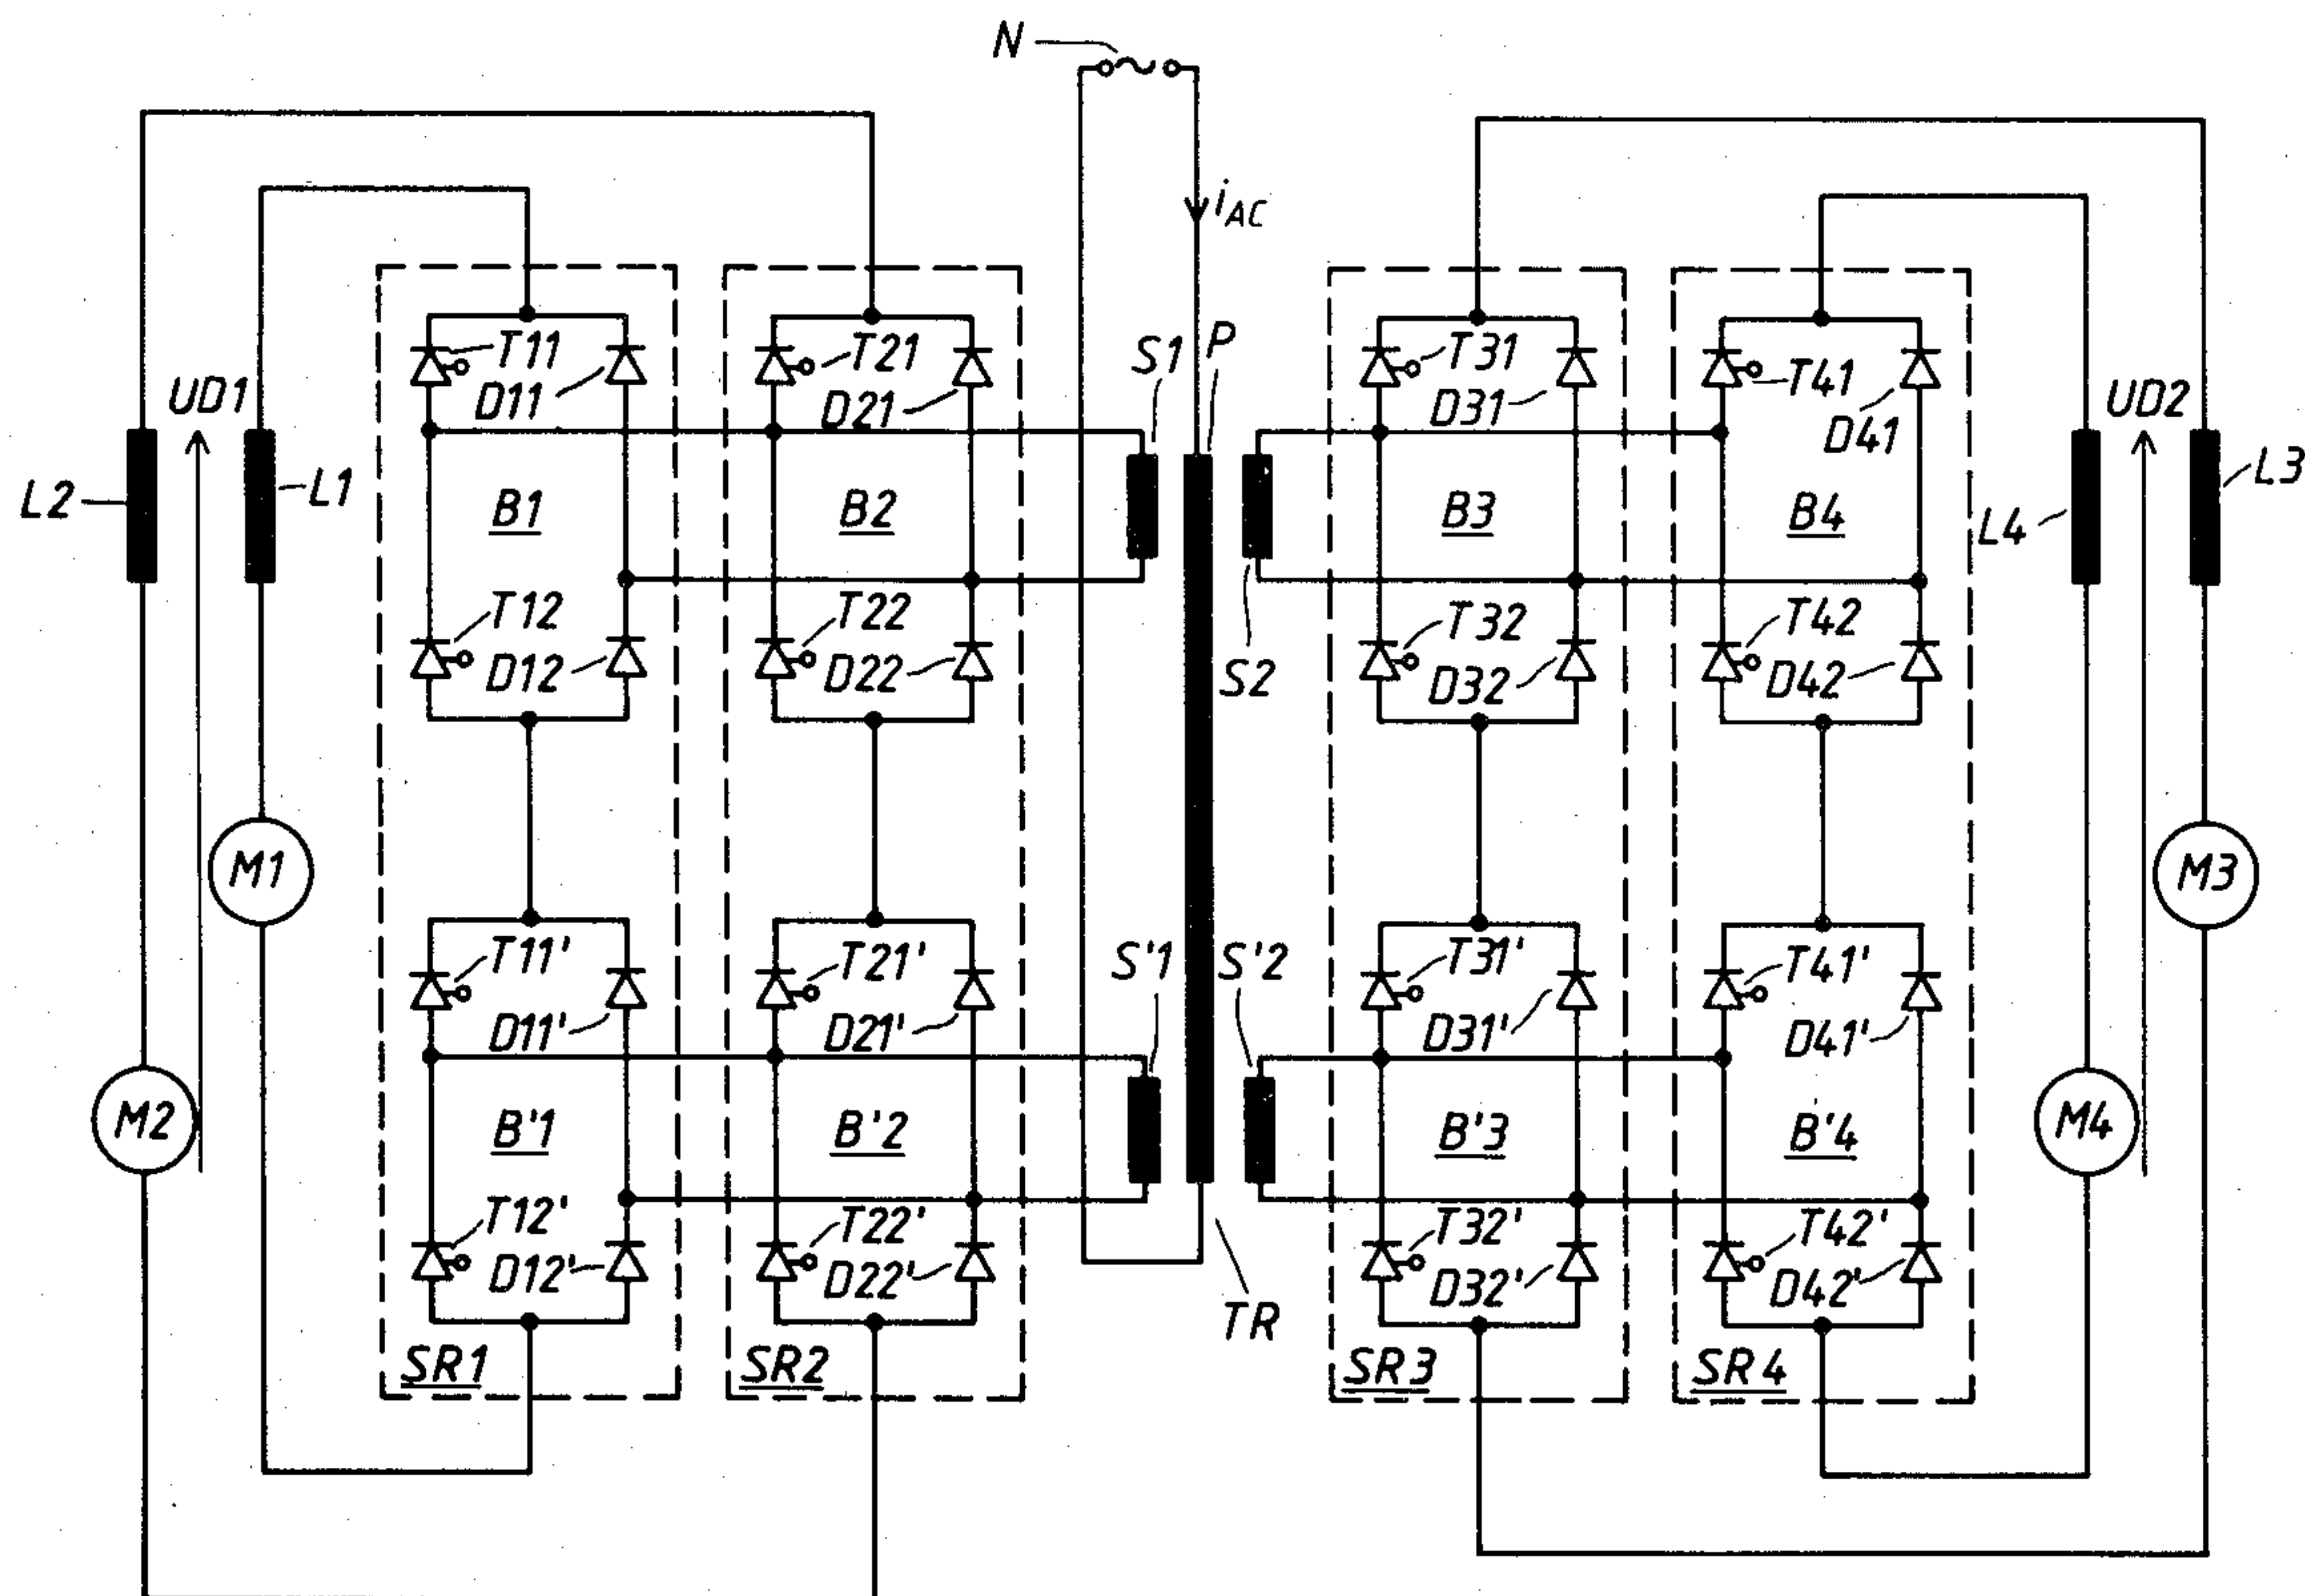 N
iAC
T11
D11
T21
D21
S1
P
T31
D31
T41
D41
UD1
UD2
L2
L1
B1
B2
B3
B4
L4
L3
T12
D12
T22
D22
S2
T32
D32
T42
D42
M1
M3
T11'
D11'
T21'
D21'
S'1
S'2
T31'
D31'
T41'
D41'
M2
B'1
B'2
B'3
B'4
M4
T12'
D12'
T22'
D22'
TR
T32'
D32'
T42'
D42'
SR1
SR2
SR3
SR4